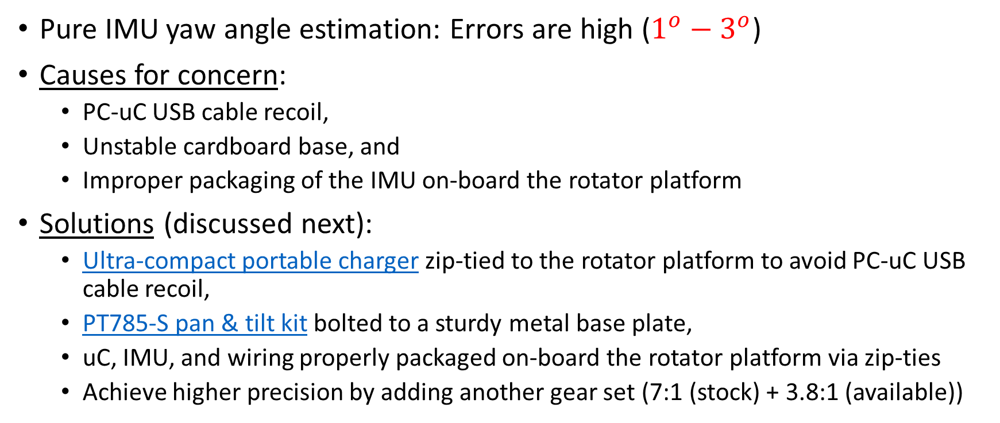 • Pure IMU yaw angle estimation: Errors are high (1ᵒ − 3ᵒ)
• Causes for concern:
• PC-uC USB cable recoil,
• Unstable cardboard base, and
• Improper packaging of the IMU on-board the rotator platform
• Solutions (discussed next):
• Ultra-compact portable charger zip-tied to the rotator platform to avoid PC-uC USB
cable recoil,
• PT785-S pan & tilt kit bolted to a sturdy metal base plate,
• uC, IMU, and wiring properly packaged on-board the rotator platform via zip-ties
• Achieve higher precision by adding another gear set (7:1 (stock) + 3.8:1 (available))